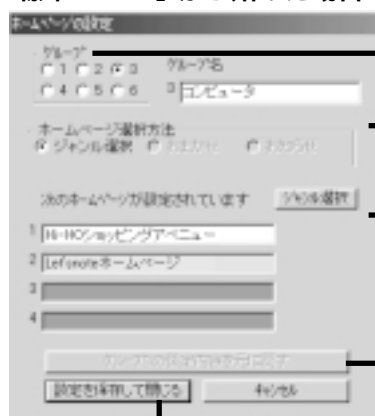 ホームページの設定
グループ
1 2 3
グループ名
4 5 6
3 コンピュータ
ホームページ選択方法
ジャンル選択 おまかせ おきらせ
次のホームページが設定されています ジャンル選択
1 Hi-HOショッピングアベニュー
2 Letsnoteホームページ
3
4
設定を保存して閉じる キャンセル